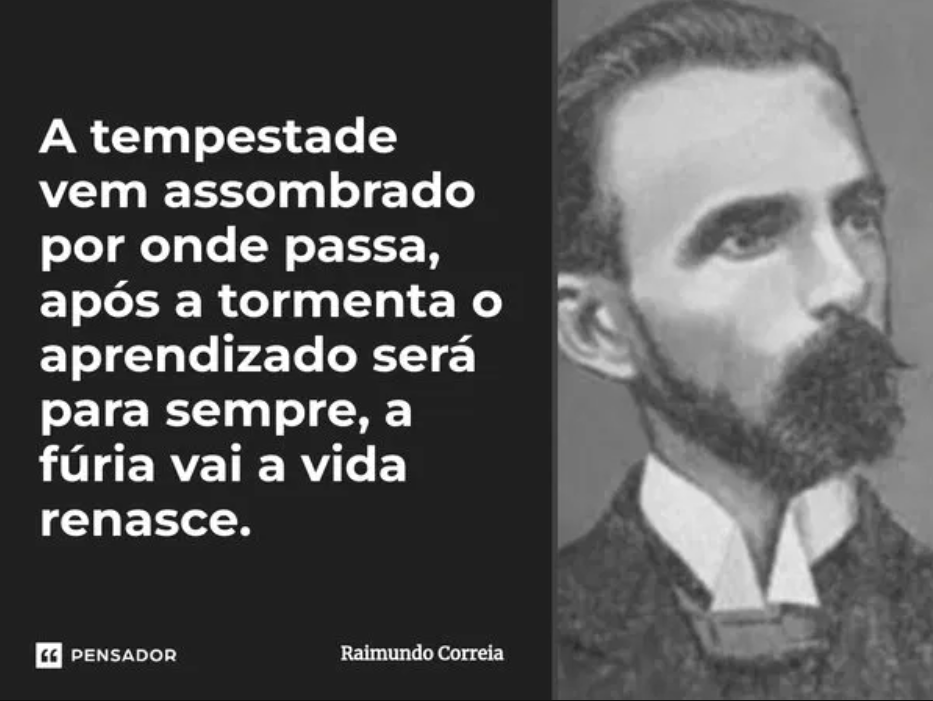 A tempestade
vem assombrado
por onde passa,
após a tormenta o
aprendizado será
para sempre, a
fúria vai a vida
renasce.
PENSADOR
Raimundo Correia